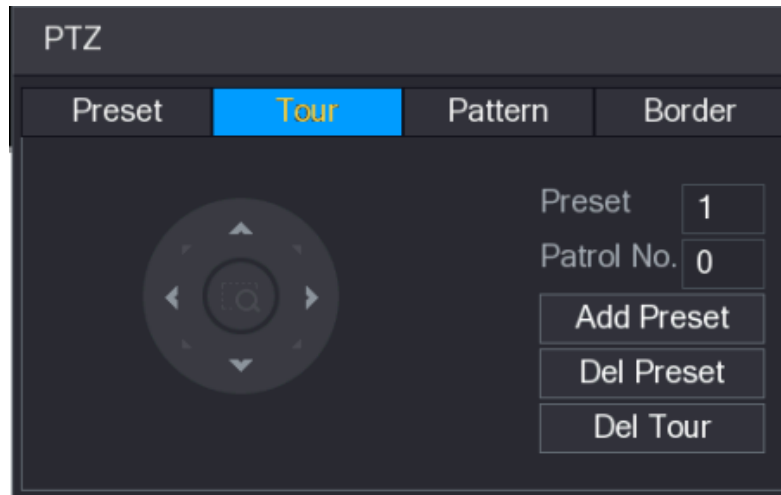 PTZ
Preset Tour Pattern Border
Preset 1
Patrol No. 0
Add Preset
Del Preset
Del Tour